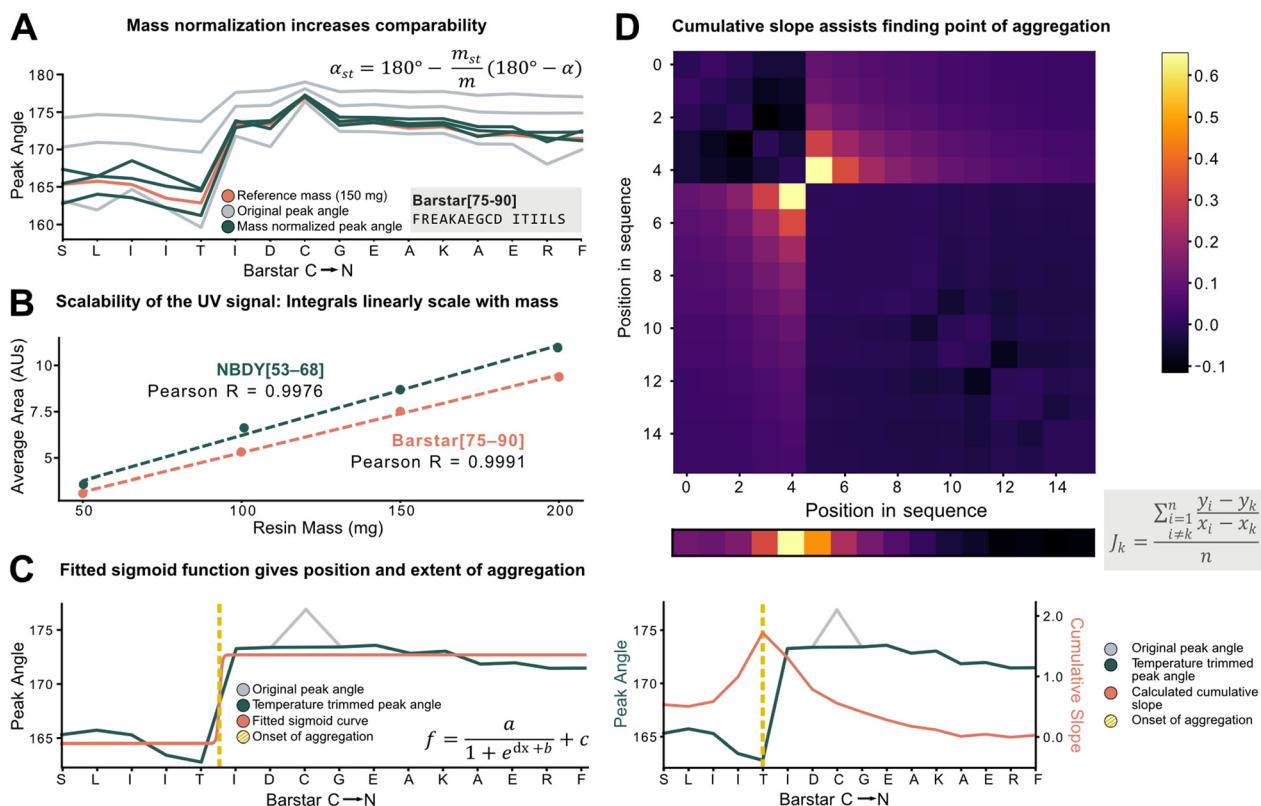 A Mass normalization increases comparability
α_st = 180° − m_st/m (180° − α)
Peak Angle
180
175
170
165
160
Reference mass (150 mg)
Original peak angle
Mass normalized peak angle
Barstar[75-90]
FREAKAEGCD ITIILS
S L I I T I D C G E A K A E R F
Barstar C→N
B Scalability of the UV signal: Integrals linearly scale with mass
Average Area (AUs)
10
7.5
5
NBDY[53–68]
Pearson R = 0.9976
Barstar[75–90]
Pearson R = 0.9991
50 100 150 200
Resin Mass (mg)
C Fitted sigmoid function gives position and extent of aggregation
Peak Angle
175
170
165
Original peak angle
Temperature trimmed peak angle
Fitted sigmoid curve
Onset of aggregation
f = a/(1 + e^(dx+b)) + c
S L I I T I D C G E A K A E R F
Barstar C→N
D Cumulative slope assists finding point of aggregation
Position in sequence
0
2
4
6
8
10
12
14
0 2 4 6 8 10 12 14
Position in sequence
0.6
0.5
0.4
0.3
0.2
0.1
0.0
−0.1
J_k = (∑_{i=1, i≠k}^{n} (y_i − y_k)/(x_i − x_k))/n
Peak Angle
175
170
165
2.0
1.0
0.0
Cumulative Slope
S L I I T I D C G E A K A E R F
Barstar C→N
Original peak angle
Temperature trimmed
peak angle
Calculated cumulative
slope
Onset of aggregation